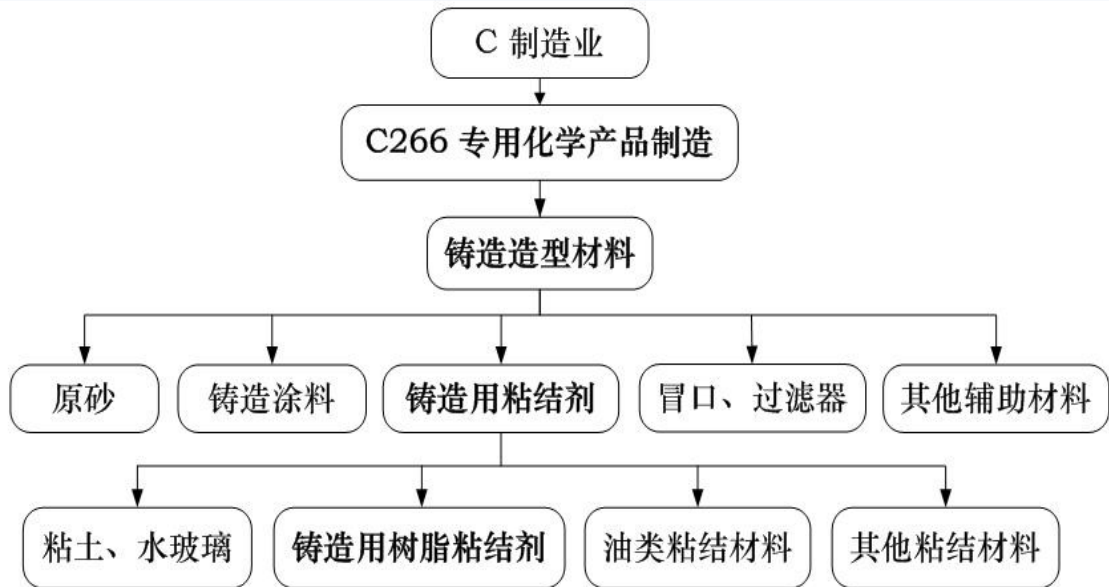 C 制造业
C266 专用化学产品制造
铸造造型材料
原砂
铸造涂料
铸造用粘结剂
冒口、过滤器
其他辅助材料
粘土、水玻璃
铸造用树脂粘结剂
油类粘结材料
其他粘结材料